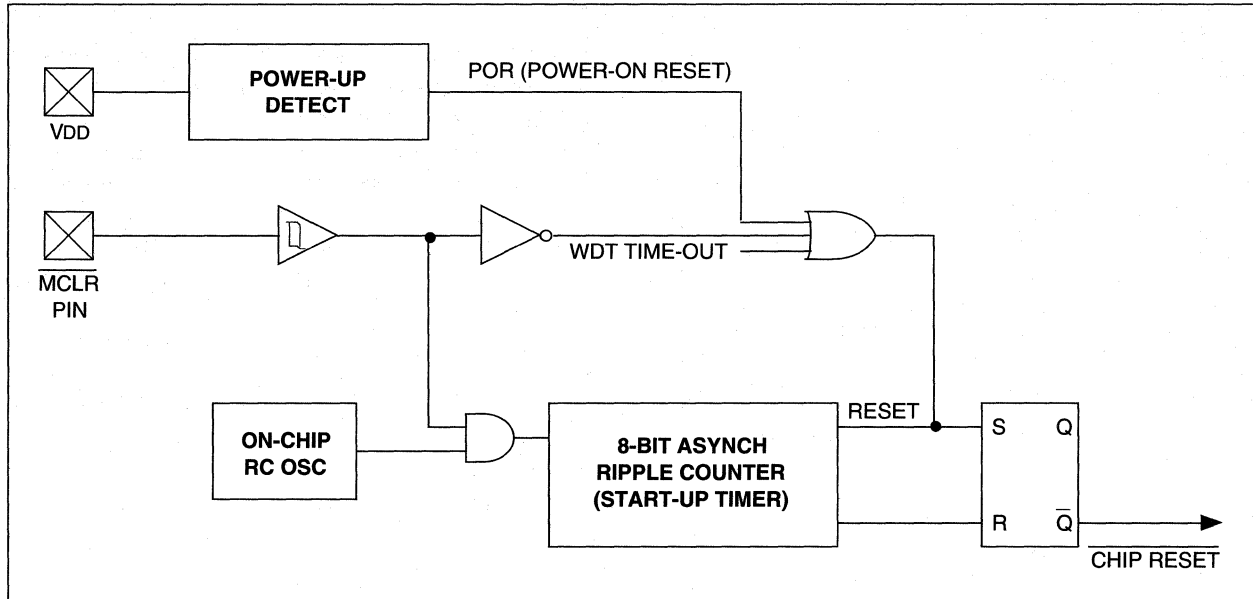 POWER-UP
DETECT
POR (POWER-ON RESET)
VDD
MCLR
PIN
WDT TIME-OUT
ON-CHIP
RC OSC
8-BIT ASYNCH
RIPPLE COUNTER
(START-UP TIMER)
RESET
S Q
R Q̅
CHIP RESET